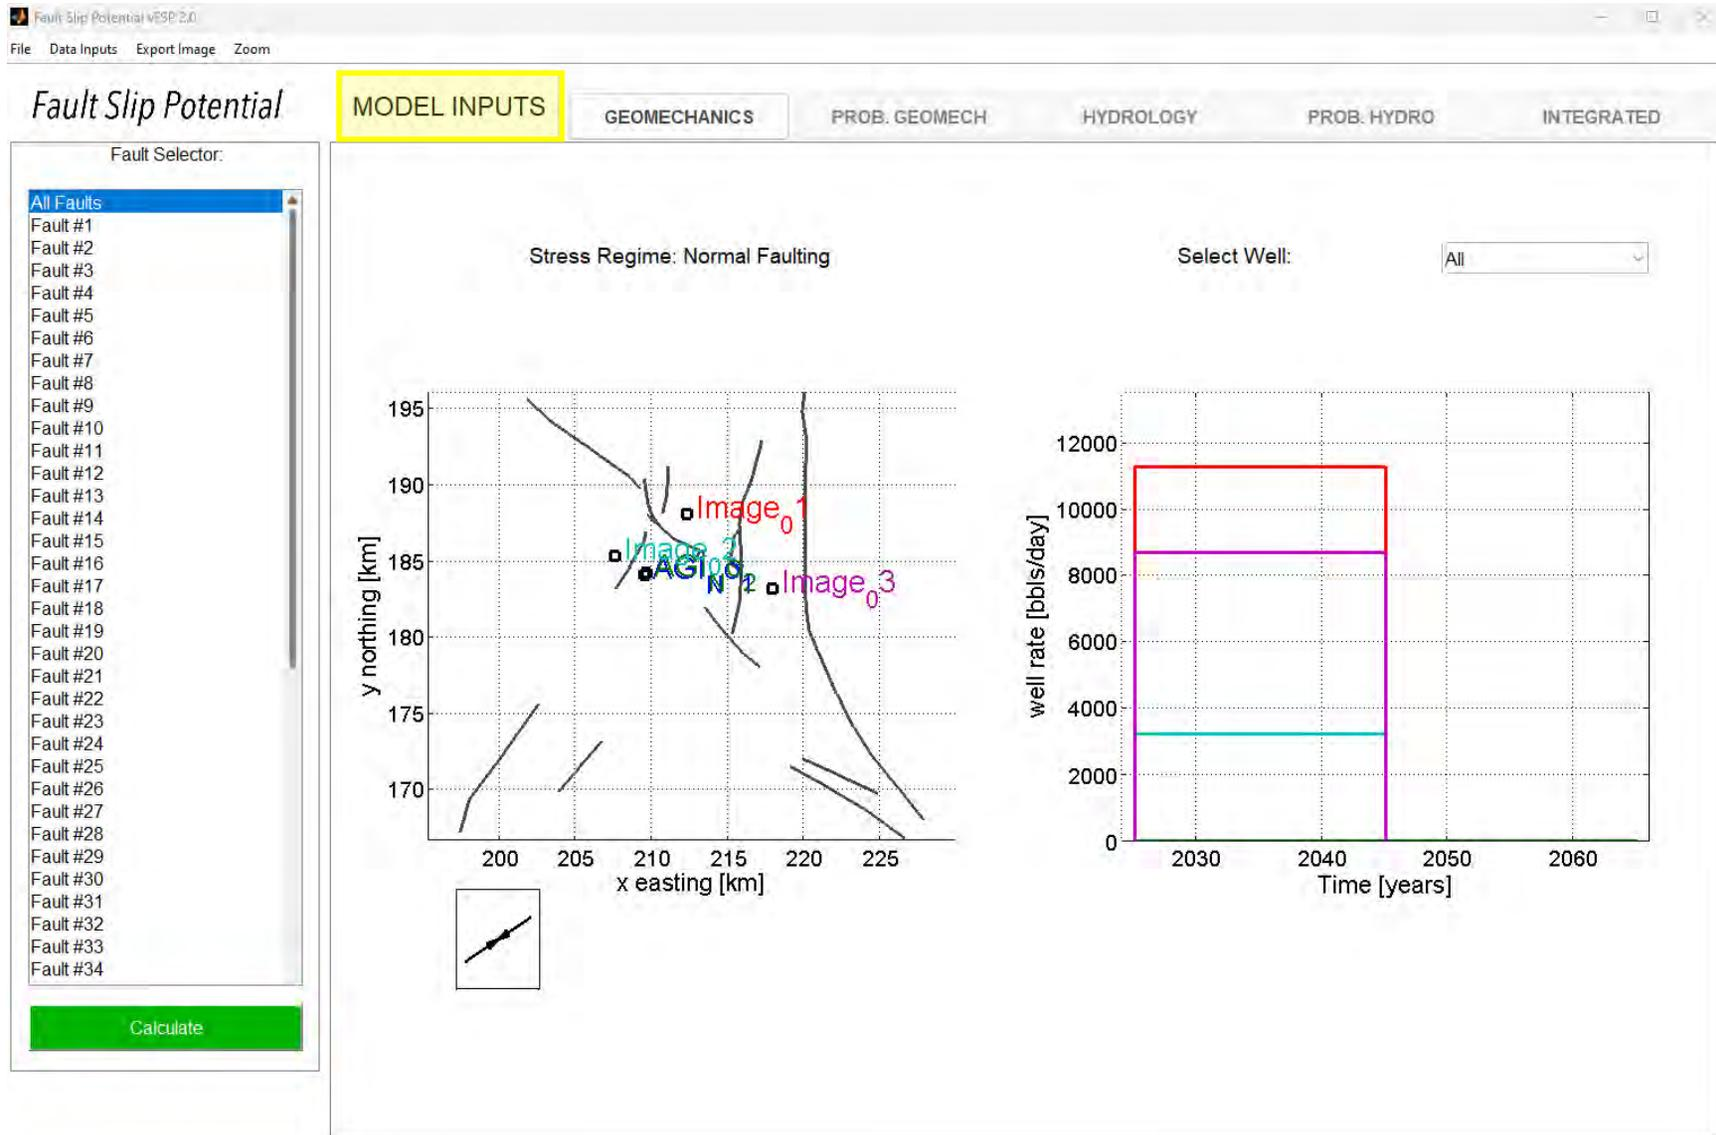 Fault Slip Potential vFSP 2.0
File Data Inputs Export Image Zoom
Fault Slip Potential
MODEL INPUTS
GEOMECHANICS
PROB. GEOMECH
HYDROLOGY
PROB. HYDRO
INTEGRATED
Fault Selector:
All Faults
Fault #1
Fault #2
Fault #3
Fault #4
Fault #5
Fault #6
Fault #7
Fault #8
Fault #9
Fault #10
Fault #11
Fault #12
Fault #13
Fault #14
Fault #15
Fault #16
Fault #17
Fault #18
Fault #19
Fault #20
Fault #21
Fault #22
Fault #23
Fault #24
Fault #25
Fault #26
Fault #27
Fault #28
Fault #29
Fault #30
Fault #31
Fault #32
Fault #33
Fault #34
Calculate
Stress Regime: Normal Faulting
Select Well:
All
195
190
185
180
175
170
y northing [km]
Image01
Image02
Image03
200 205 210 215 220 225
x easting [km]
12000
10000
8000
6000
4000
2000
0
well rate [bbls/day]
2030 2040 2050 2060
Time [years]